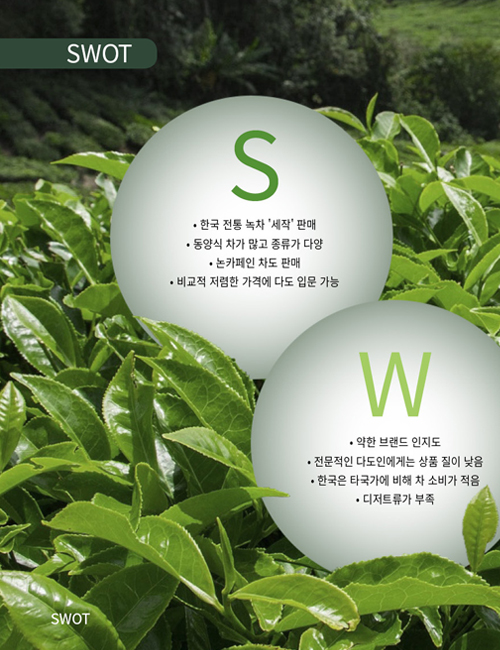 SWOT
S
• 한국 전통 녹차 '세작' 판매
• 동양식 차가 많고 종류가 다양
• 논카페인 차도 판매
• 비교적 저렴한 가격에 다도 입문 가능
W
• 약한 브랜드 인지도
• 전문적인 다도인에게는 상품 질이 낮음
• 한국은 타국가에 비해 차 소비가 적음
• 디저트류가 부족
SWOT